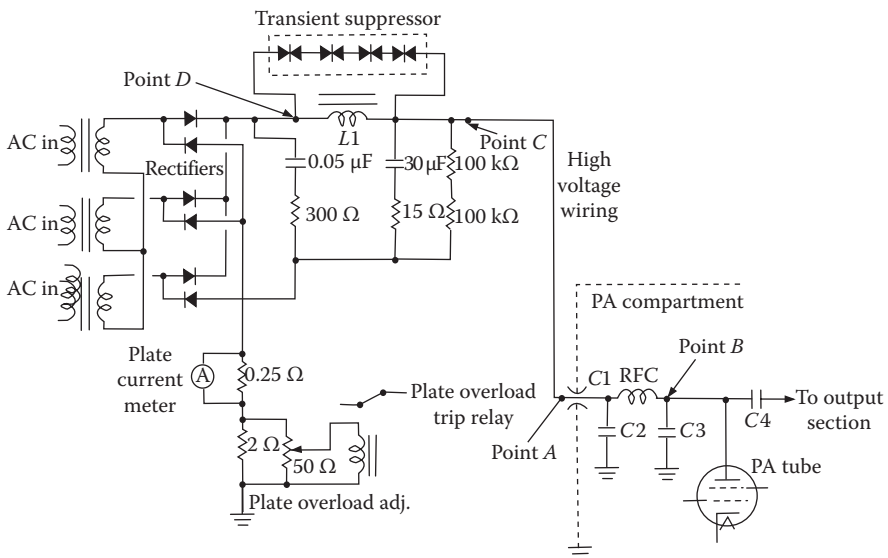 Transient suppressor
Point D
AC in
L1
Point C
Rectifiers
0.05 µF
30 µF
100 kΩ
High
voltage
wiring
AC in
300 Ω
15 Ω
100 kΩ
AC in
PA compartment
Plate
current
meter
A
0.25 Ω
Plate overload
trip relay
C1
RFC
Point B
To output
section
C4
2 Ω
50 Ω
Point A
C2
C3
PA tube
Plate overload adj.